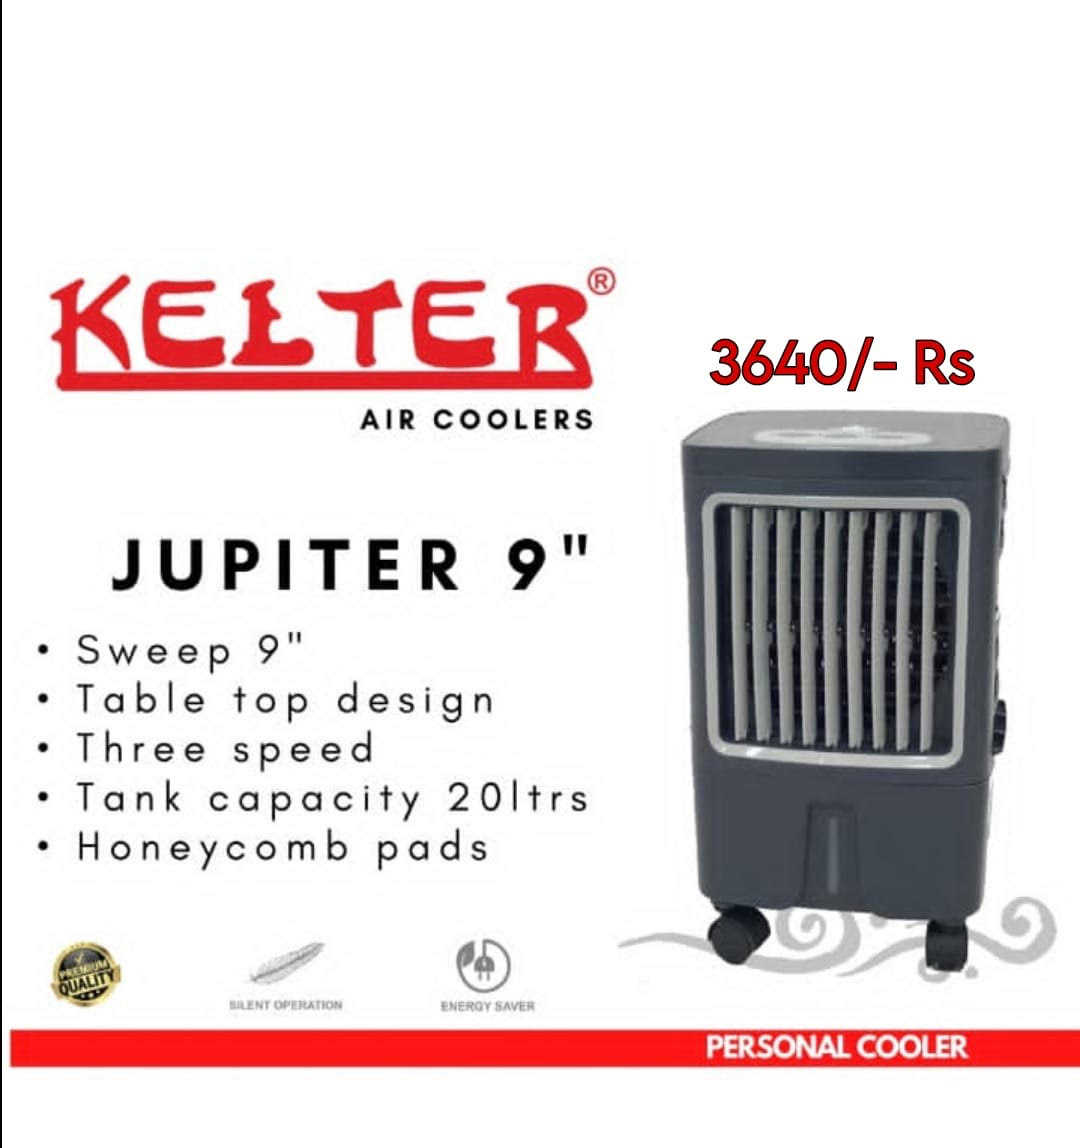 KELTER®
AIR COOLERS
3640/- Rs
JUPITER 9"
• Sweep 9"
• Table top design
• Three speed
• Tank capacity 20ltrs
• Honeycomb pads
PREMIUM
QUALITY
SILENT OPERATION
ENERGY SAVER
PERSONAL COOLER